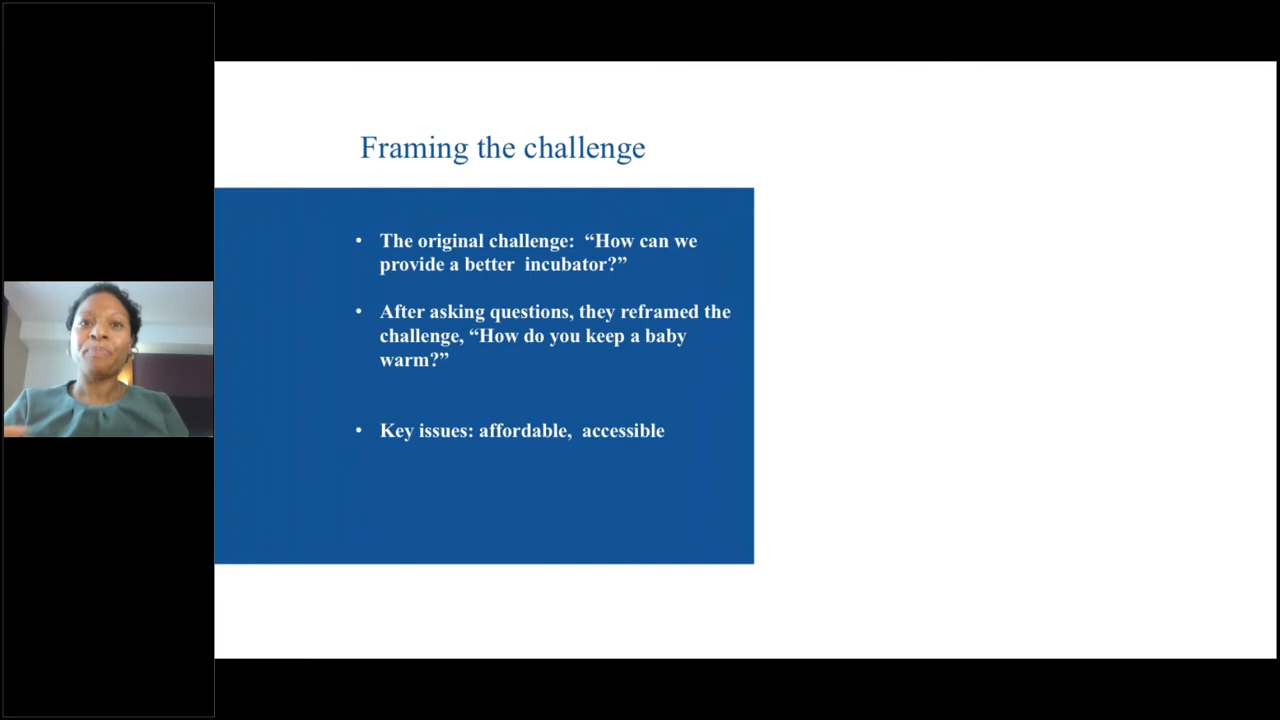 Framing the challenge
• The original challenge:  “How can we
provide a better  incubator?”
• After asking questions, they reframed the
challenge, “How do you keep a baby
warm?”
• Key issues: affordable,  accessible